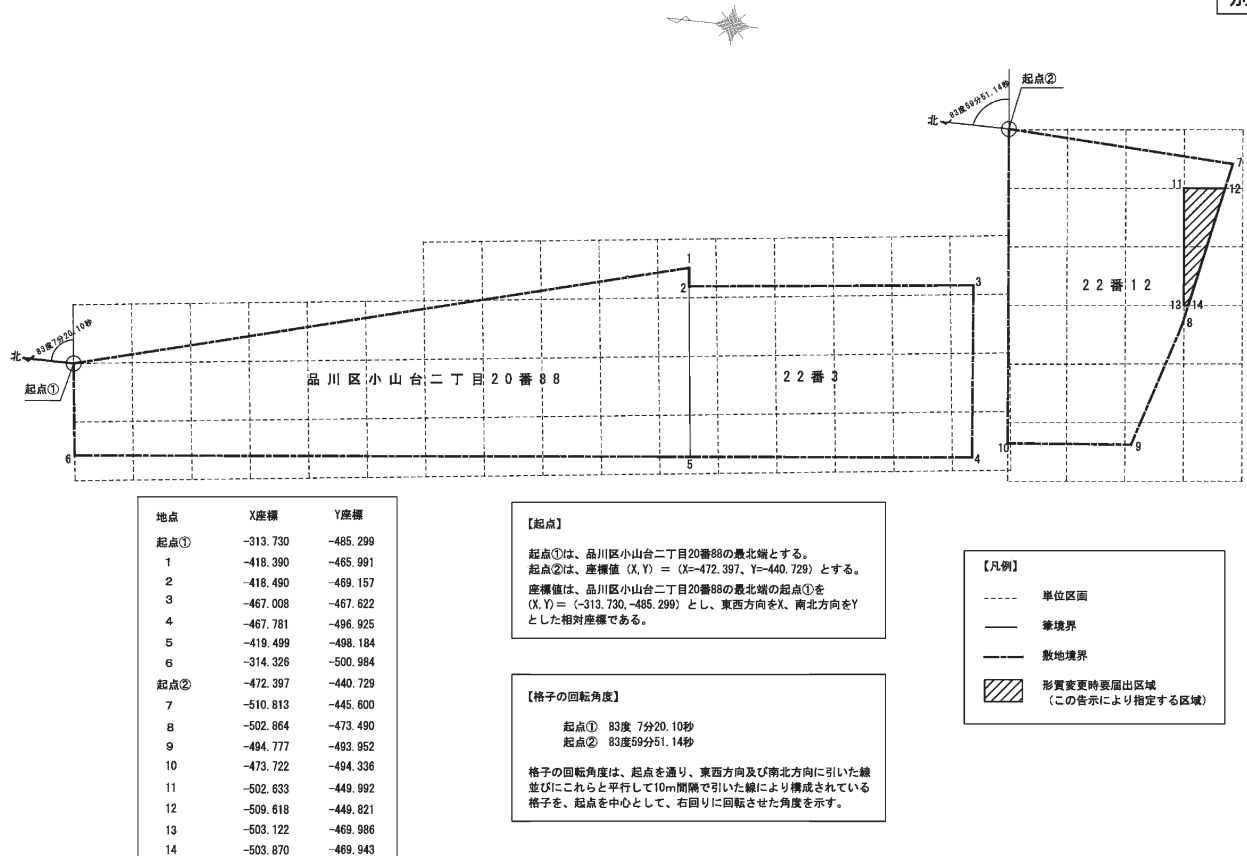 起点②
北
83度59分51.14秒
7
11
12
22番12
1
2
3
13
14
8
北
83度7分20.10秒
起点①
品川区小山台二丁目20番88
22番3
10
9
6
5
4
地点 X座標 Y座標
起点① -313.730 -485.299
1 -418.390 -465.991
2 -418.490 -469.157
3 -467.008 -467.622
4 -467.781 -496.925
5 -419.499 -498.184
6 -314.326 -500.984
起点② -472.397 -440.729
7 -510.813 -445.600
8 -502.864 -473.490
9 -494.777 -493.952
10 -473.722 -494.336
11 -502.633 -449.992
12 -509.618 -449.821
13 -503.122 -469.986
14 -503.870 -469.943
【起点】
起点①は、品川区小山台二丁目20番88の最北端とする。
起点②は、座標値(X,Y)=(X=-472.397、Y=-440.729)とする。
座標値は、品川区小山台二丁目20番88の最北端の起点①を
(X,Y)=(-313.730,-485.299)とし、東西方向をX、南北方向をY
とした相対座標である。
【格子の回転角度】
起点① 83度 7分20.10秒
起点② 83度59分51.14秒
格子の回転角度は、起点を通り、東西方向及び南北方向に引いた線
並びにこれらと平行して10m間隔で引いた線により構成されている
格子を、起点を中心として、右回りに回転させた角度を示す。
【凡例】
単位区画
筆境界
敷地境界
形質変更時要届出区域
(この告示により指定する区域)